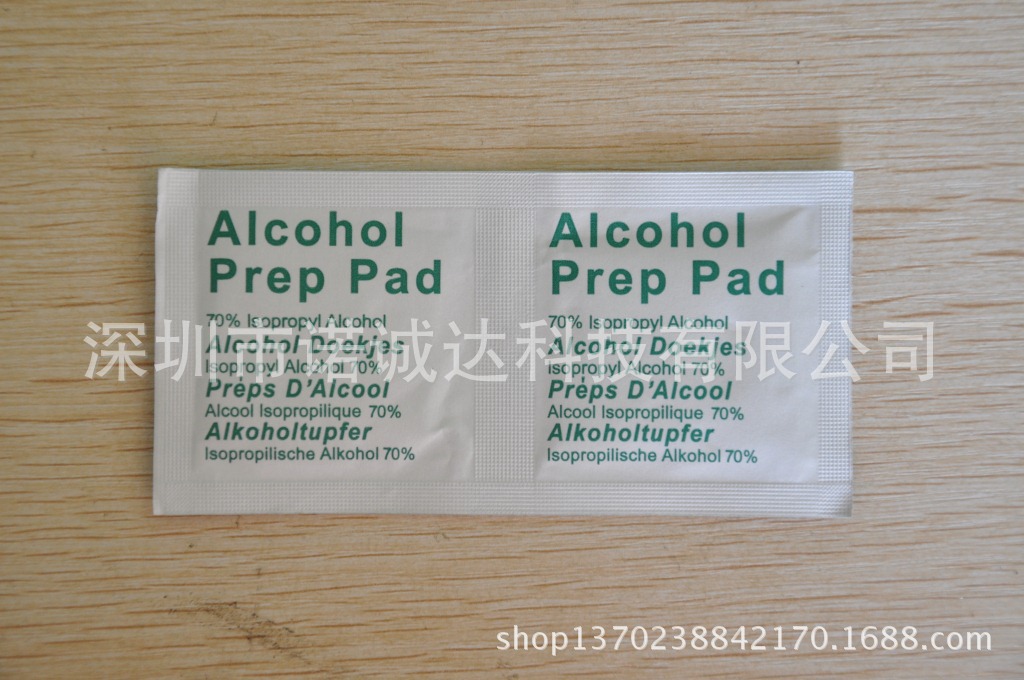 Alcohol
Prep Pad
70% Isopropyl Alcohol
Alcohol Doekjes
Isopropyl Alcohol 70%
Préps D'Alcool
Alcool Isopropilique 70%
Alkoholtupfer
Isopropilische Alkohol 70%
Alcohol
Prep Pad
70% Isopropyl Alcohol
Alcohol Doekjes
Isopropyl Alcohol 70%
Préps D'Alcool
Alcool Isopropilique 70%
Alkoholtupfer
Isopropilische Alkohol 70%
深圳市诺诚达科技有限公司
shop1370238842170.1688.com